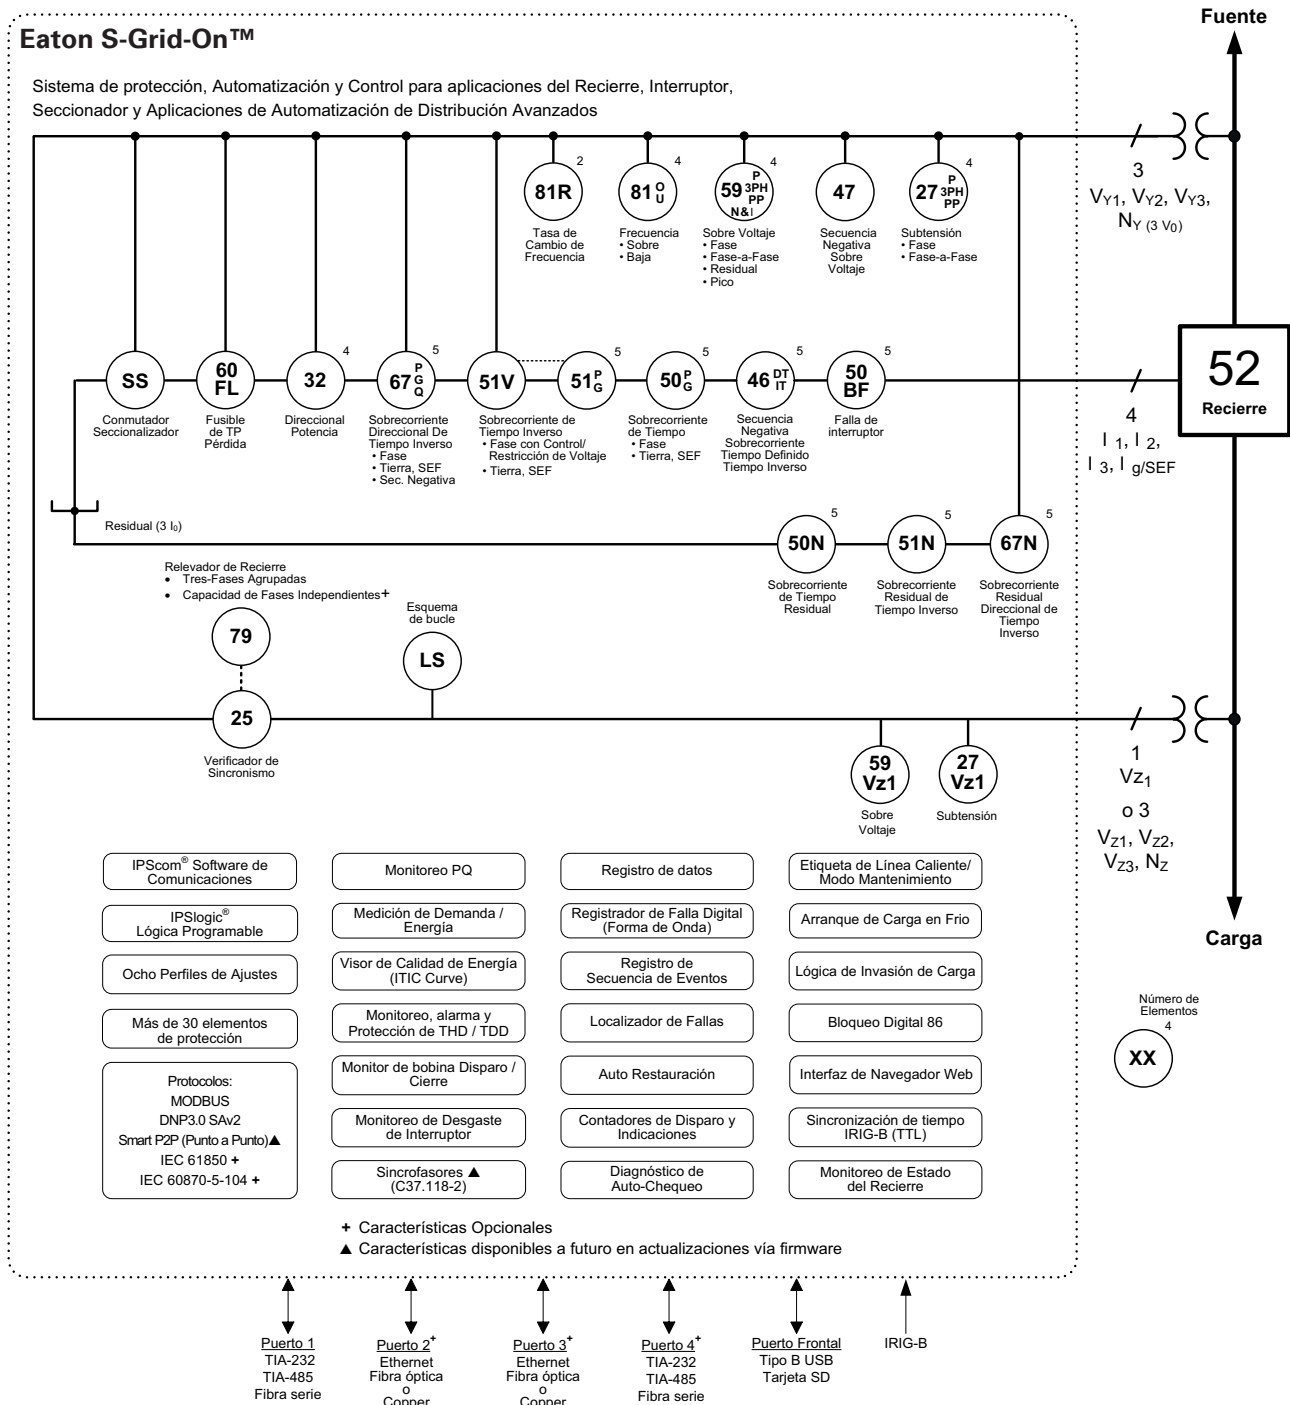 Fuente
Eaton S-Grid-On™
Sistema de protección, Automatización y Control para aplicaciones del Recierre, Interruptor,
Seccionador y Aplicaciones de Automatización de Distribución Avanzados
81R
2
Tasa de
Cambio de
Frecuencia
81 O U
4
Frecuencia
• Sobre
• Baja
59 P 3PH PP N&I
4
Sobre Voltaje
• Fase
• Fase-a-Fase
• Residual
• Pico
47
Secuencia
Negativa
Sobre
Voltaje
27 P 3PH PP
4
Subtensión
• Fase
• Fase-a-Fase
3
VY1, VY2, VY3,
NY (3 V0)
SS
Conmutador
Seccionalizador
60
FL
Fusible
de TP
Pérdida
32
4
Direccional
Potencia
67 P G Q
5
Sobrecorriente
Direccional De
Tiempo Inverso
• Fase
• Tierra, SEF
• Sec. Negativa
51V
51 P G
5
Sobrecorriente de
Tiempo Inverso
• Fase con Control/
Restricción de Voltaje
• Tierra, SEF
50 P G
5
Sobrecorriente
de Tiempo
• Fase
• Tierra, SEF
46 DT IT
5
Secuencia
Negativa
Sobrecorriente
Tiempo Definido
Tiempo Inverso
50
BF
5
Falla de
interruptor
4
I 1, I 2,
I 3, I g/SEF
52
Recierre
Residual (3 I0)
50N
5
Sobrecorriente
de Tiempo
Residual
51N
5
Sobrecorriente
Residual de
Tiempo Inverso
67N
5
Sobrecorriente
Residual
Direccional de
Tiempo
Inverso
Relevador de Recierre
• Tres-Fases Agrupadas
• Capacidad de Fases Independientes+
79
Esquema
de bucle
LS
25
Verificador de
Sincronismo
59
Vz1
Sobre
Voltaje
27
Vz1
Subtensión
1
Vz1
o 3
VZ1, VZ2,
VZ3, NZ
Carga
IPScom® Software de
Comunicaciones
IPSlogic®
Lógica Programable
Ocho Perfiles de Ajustes
Más de 30 elementos
de protección
Protocolos:
MODBUS
DNP3.0 SAv2
Smart P2P (Punto a Punto)▲
IEC 61850 +
IEC 60870-5-104 +
Monitoreo PQ
Medición de Demanda /
Energía
Visor de Calidad de Energía
(ITIC Curve)
Monitoreo, alarma y
Protección de THD / TDD
Monitor de bobina Disparo /
Cierre
Monitoreo de Desgaste
de Interruptor
Sincrofasores ▲
(C37.118-2)
Registro de datos
Registrador de Falla Digital
(Forma de Onda)
Registro de
Secuencia de Eventos
Localizador de Fallas
Auto Restauración
Contadores de Disparo y
Indicaciones
Diagnóstico de
Auto-Chequeo
Etiqueta de Línea Caliente/
Modo Mantenimiento
Arranque de Carga en Frio
Lógica de Invasión de Carga
Bloqueo Digital 86
Interfaz de Navegador Web
Sincronización de tiempo
IRIG-B (TTL)
Monitoreo de Estado
del Recierre
Número de
Elementos
4
XX
+ Características Opcionales
▲ Características disponibles a futuro en actualizaciones vía firmware
Puerto 1
TIA-232
TIA-485
Fibra serie
Puerto 2+
Ethernet
Fibra óptica
o
Copper
Puerto 3+
Ethernet
Fibra óptica
o
Copper
Puerto 4+
TIA-232
TIA-485
Fibra serie
Puerto Frontal
Tipo B USB
Tarjeta SD
IRIG-B